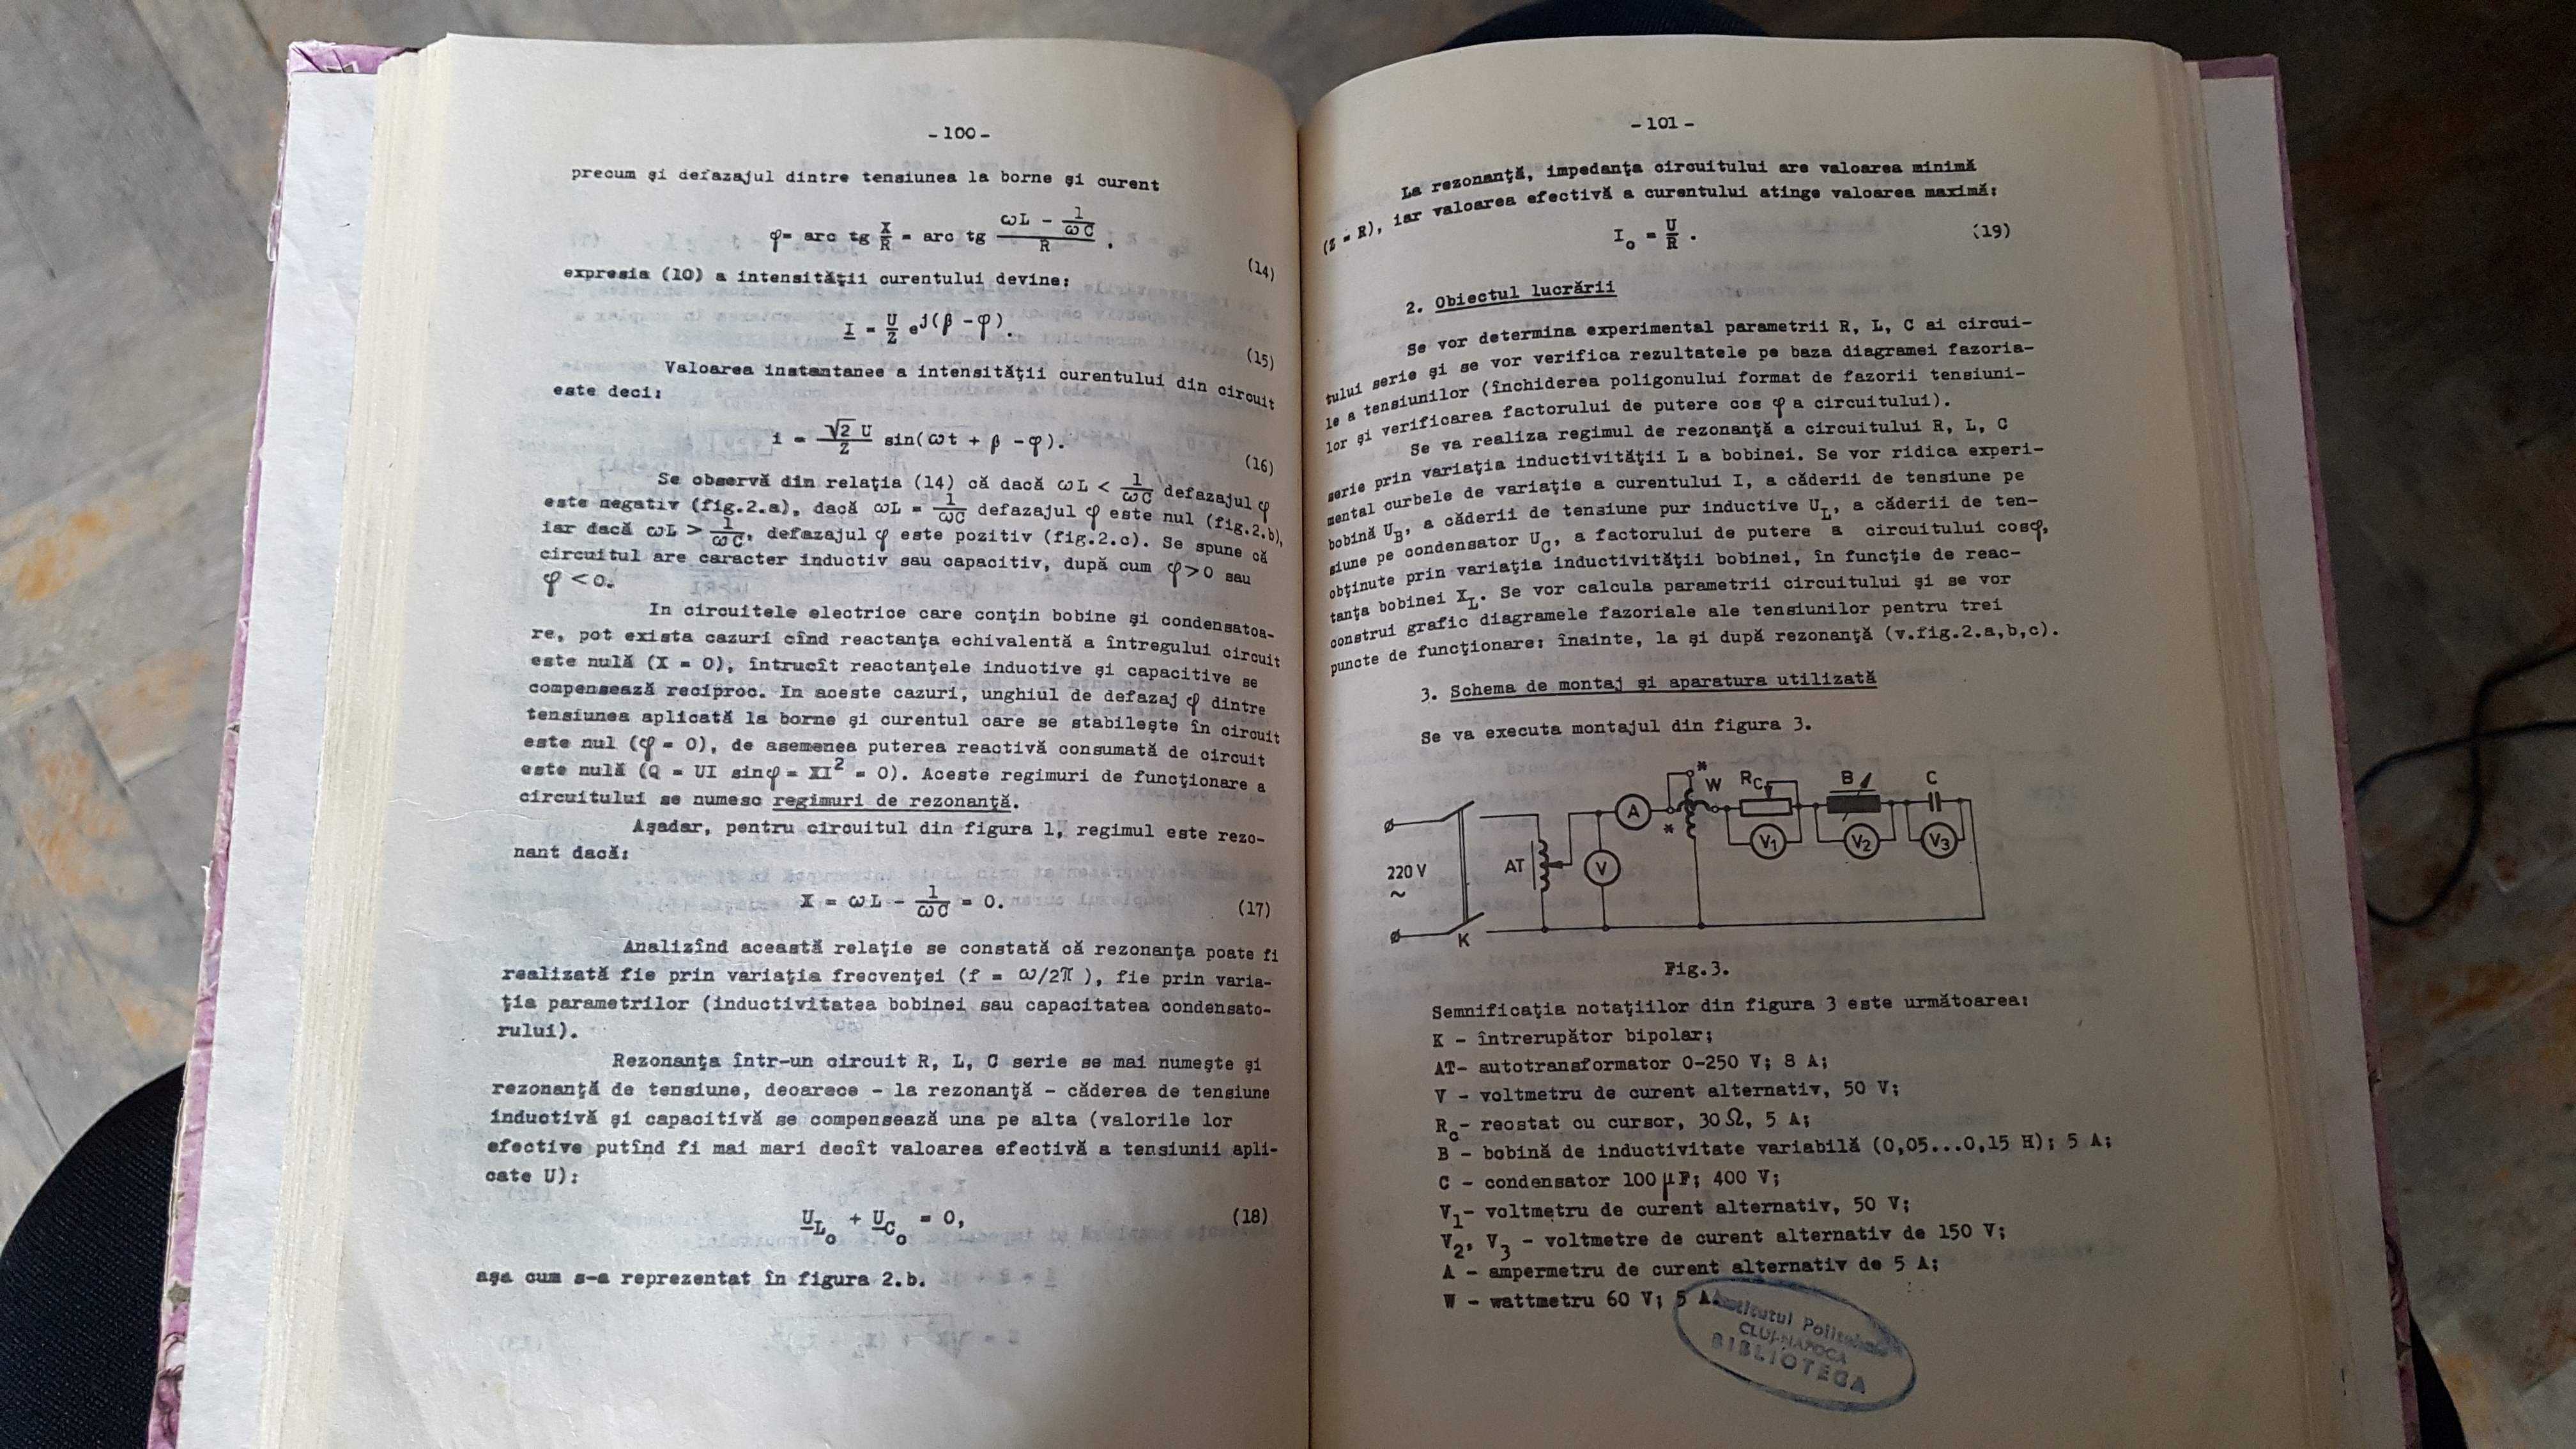 -100-
precum şi defazajul dintre tensiunea la borne şi curent
φ= arc tg X/R = arc tg (ωL - 1/ωC)/R , (14)
expresia (10) a intensităţii curentului devine:
I = U/Z e^j(β -φ). (15)
Valoarea instantanee a intensităţii curentului din circuit
este deci:
i = √2 U/Z sin(ωt + β -φ). (16)
Se observă din relaţia (14) că dacă ωL < 1/ωC defazajul φ
este negativ (fig.2.a), dacă ωL = 1/ωC defazajul φ este nul (fig.2.b),
iar dacă ωL > 1/ωC, defazajul φ este pozitiv (fig.2.c). Se spune că
circuitul are caracter inductiv sau capacitiv, după cum φ>0 sau
φ <0.
In circuitele electrice care conţin bobine şi condensatoa-
re, pot exista cazuri cînd reactanţa echivalentă a întregului circuit
este nulă (X = 0), întrucît reactanţele inductive şi capacitive se
compensează reciproc. In aceste cazuri, unghiul de defazaj φ dintre
tensiunea aplicată la borne şi curentul care se stabileşte în circuit
este nul (φ = 0), de asemenea puterea reactivă consumată de circuit
este nulă (Q = UI sinφ = XI² = 0). Aceste regimuri de funcţionare a
circuitului se numesc regimuri de rezonanţă.
Aşadar, pentru circuitul din figura 1, regimul este rezo-
nant dacă:
X = ωL - 1/ωC = 0. (17)
Analizînd această relaţie se constată că rezonanţa poate fi
realizată fie prin variaţia frecvenţei (f = ω/2π ), fie prin varia-
ţia parametrilor (inductivitatea bobinei sau capacitatea condensato-
rului).
Rezonanţa într-un circuit R, L, C serie se mai numeşte şi
rezonanţă de tensiune, deoarece - la rezonanţă - căderea de tensiune
inductivă şi capacitivă se compensează una pe alta (valorile lor
efective putînd fi mai mari decît valoarea efectivă a tensiunii apli-
cate U):
U_Lo + U_Co = 0, (18)
aşa cum s-a reprezentat în figura 2.b.
-101-
La rezonanţă, impedanţa circuitului are valoarea minimă
(Z = R), iar valoarea efectivă a curentului atinge valoarea maximă:
I_o = U/R . (19)
2. Obiectul lucrării
Se vor determina experimental parametrii R, L, C ai circui-
tului serie şi se vor verifica rezultatele pe baza diagramei fazoria-
le a tensiunilor (închiderea poligonului format de fazorii tensiuni-
lor şi verificarea factorului de putere cos φ a circuitului).
Se va realiza regimul de rezonanţă a circuitului R, L, C
serie prin variaţia inductivităţii L a bobinei. Se vor ridica experi-
mental curbele de variaţie a curentului I, a căderii de tensiune pe
bobină U_B, a căderii de tensiune pur inductive U_L, a căderii de ten-
siune pe condensator U_C, a factorului de putere a circuitului cosφ,
obţinute prin variaţia inductivităţii bobinei, în funcţie de reac-
tanţa bobinei X_L. Se vor calcula parametrii circuitului şi se vor
construi grafic diagramele fazoriale ale tensiunilor pentru trei
puncte de funcţionare: înainte, la şi după rezonanţă (v.fig.2.a,b,c).
3. Schema de montaj şi aparatura utilizată
Se va executa montajul din figura 3.
* W R_C B C
A *
V1 V2 V3
220 V AT V
~
K
Fig.3.
Semnificaţia notaţiilor din figura 3 este următoarea:
K - întrerupător bipolar;
AT- autotransformator 0-250 V; 8 A;
V - voltmetru de curent alternativ, 50 V;
R_c- reostat cu cursor, 30 Ω, 5 A;
B - bobină de inductivitate variabilă (0,05...0,15 H); 5 A;
C - condensator 100 μF; 400 V;
V1- voltmetru de curent alternativ, 50 V;
V2, V3 - voltmetre de curent alternativ de 150 V;
A - ampermetru de curent alternativ de 5 A;
W - wattmetru 60 V; 5 A.
CLUJ-NAPOCA
BIBLIOTECA